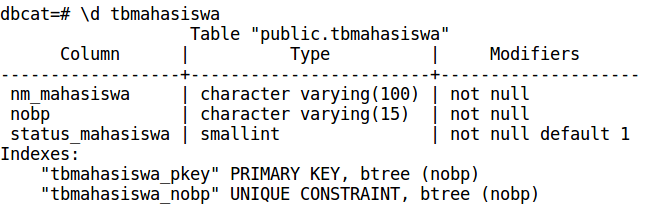 dbcat=# \d tbmahasiswa
                   Table "public.tbmahasiswa"
      Column      |          Type          |     Modifiers
------------------+------------------------+--------------------
 nm_mahasiswa     | character varying(100) | not null
 nobp             | character varying(15)  | not null
 status_mahasiswa | smallint               | not null default 1
Indexes:
    "tbmahasiswa_pkey" PRIMARY KEY, btree (nobp)
    "tbmahasiswa_nobp" UNIQUE CONSTRAINT, btree (nobp)